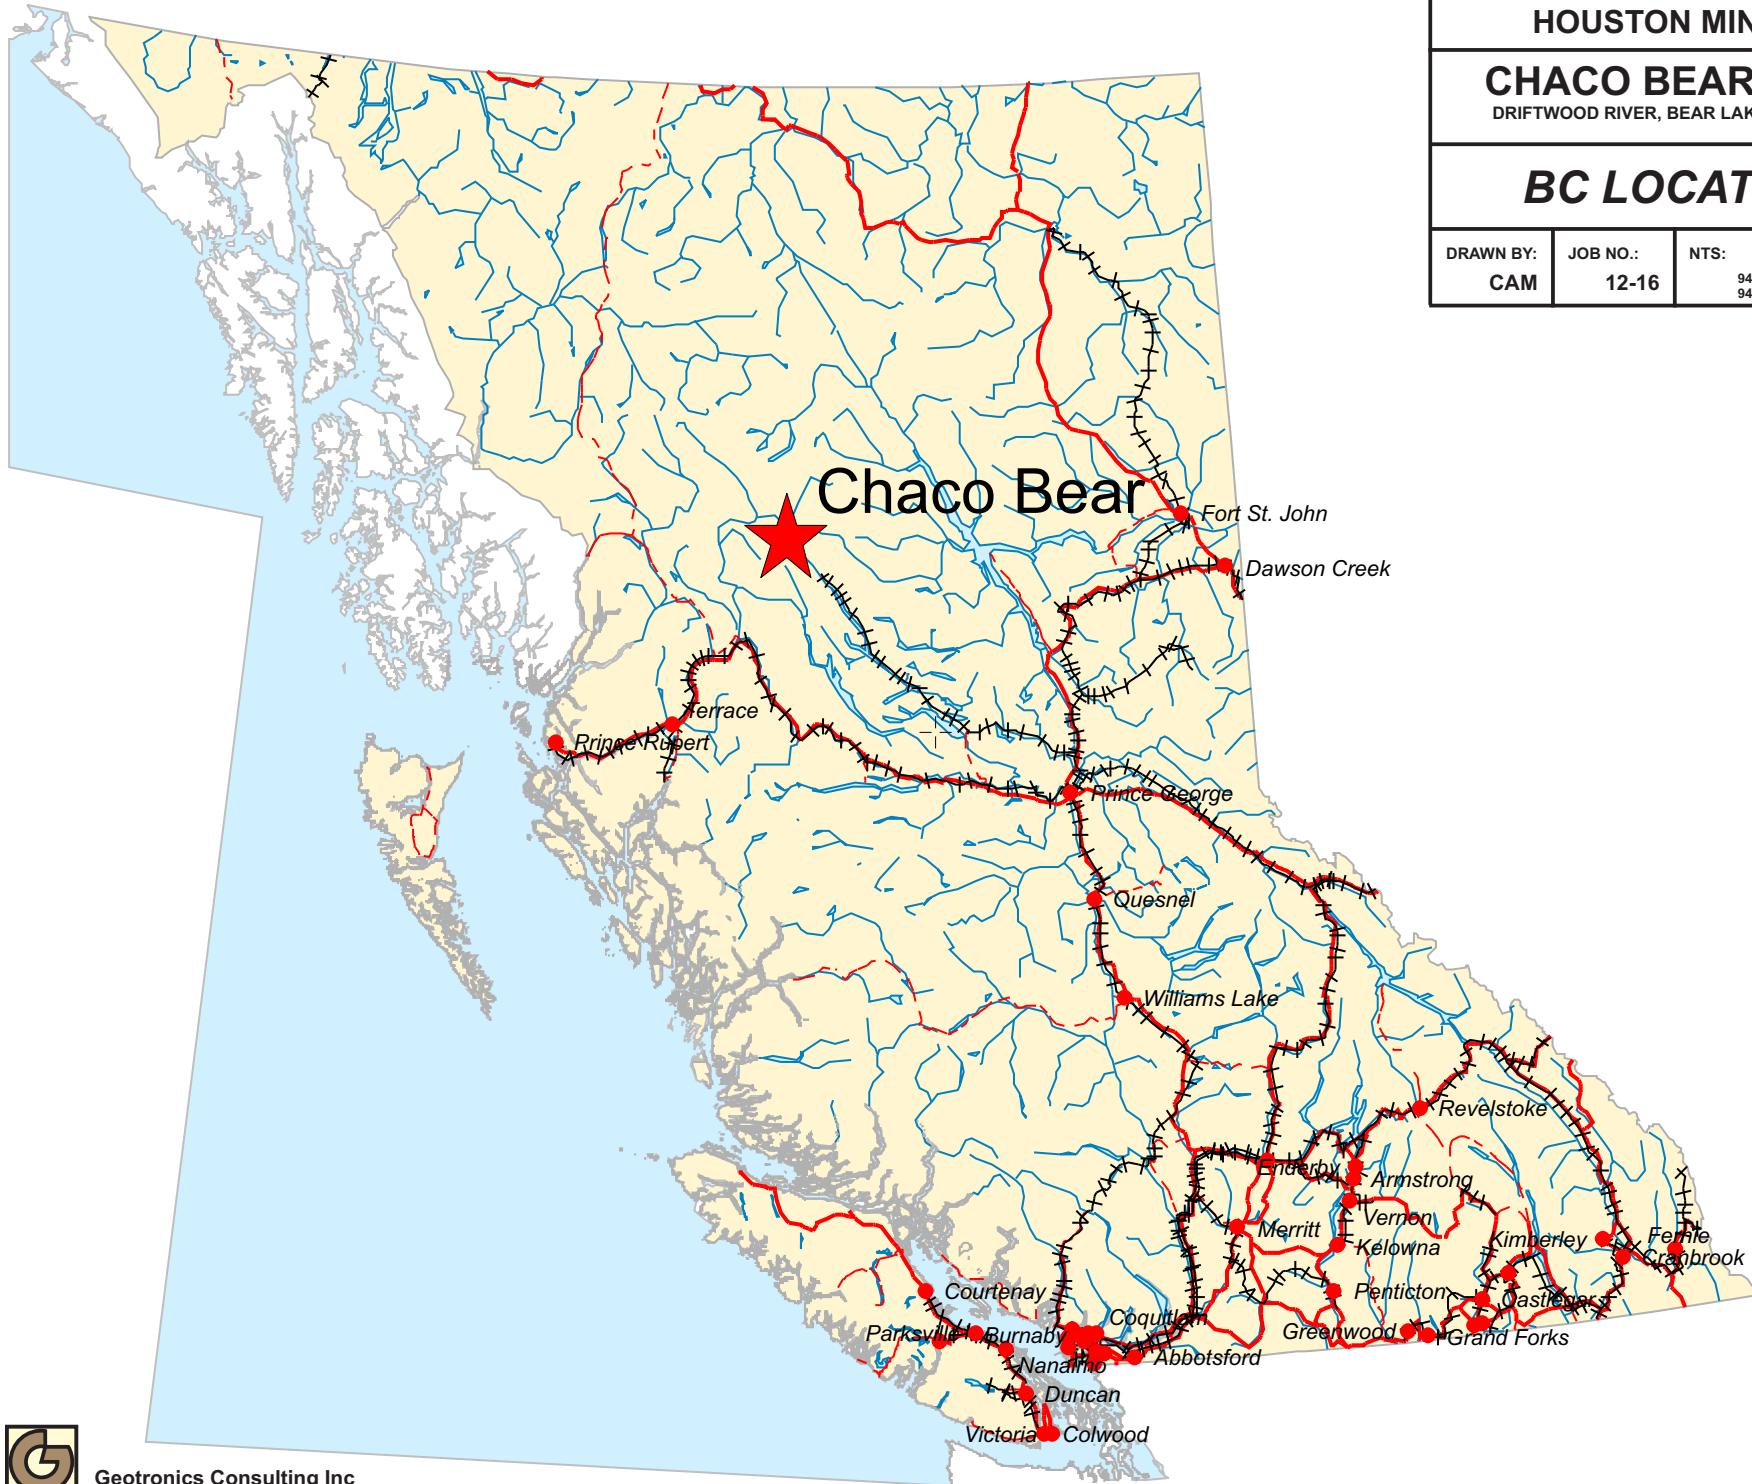 HOUSTON MIN
CHACO BEAR
DRIFTWOOD RIVER, BEAR LAK
BC LOCAT
DRAWN BY:
CAM
JOB NO.:
12-16
NTS:
94
94
Chaco Bear
Fort St. John
Dawson Creek
Terrace
Prince Rupert
Prince George
Quesnel
Williams Lake
Revelstoke
Enderby
Armstrong
Vernon
Merritt
Kelowna
Kimberley
Fernie
Cranbrook
Penticton
Castlegar
Courtenay
Coquitlam
Greenwood
Grand Forks
Parksville
Burnaby
Nanaimo
Abbotsford
Duncan
Victoria
Colwood
G
Geotronics Consulting Inc